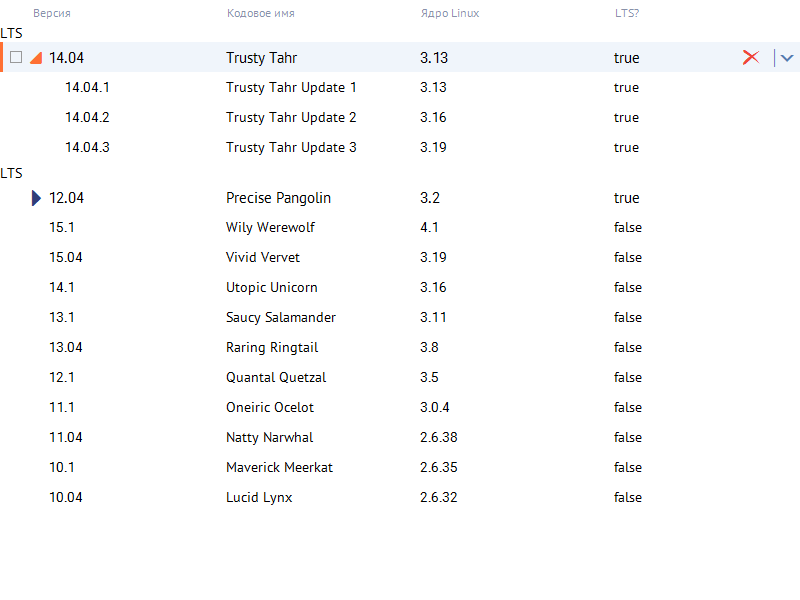 Версия Кодовое имя Ядро Linux LTS?
LTS
14.04 Trusty Tahr 3.13 true
14.04.1 Trusty Tahr Update 1 3.13 true
14.04.2 Trusty Tahr Update 2 3.16 true
14.04.3 Trusty Tahr Update 3 3.19 true
LTS
12.04 Precise Pangolin 3.2 true
15.1 Wily Werewolf 4.1 false
15.04 Vivid Vervet 3.19 false
14.1 Utopic Unicorn 3.16 false
13.1 Saucy Salamander 3.11 false
13.04 Raring Ringtail 3.8 false
12.1 Quantal Quetzal 3.5 false
11.1 Oneiric Ocelot 3.0.4 false
11.04 Natty Narwhal 2.6.38 false
10.1 Maverick Meerkat 2.6.35 false
10.04 Lucid Lynx 2.6.32 false